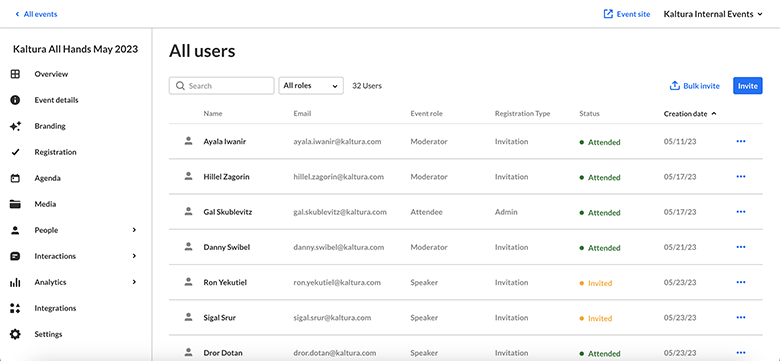 All events
Event site
Kaltura Internal Events
Kaltura All Hands May 2023
Overview
Event details
Branding
Registration
Agenda
Media
People
Interactions
Analytics
Integrations
Settings
All users
Search
All roles
32 Users
Bulk invite
Invite
Name Email Event role Registration Type Status Creation date
Ayala Iwanir ayala.iwanir@kaltura.com Moderator Invitation Attended 05/11/23
Hillel Zagorin hillel.zagorin@kaltura.com Moderator Invitation Attended 05/17/23
Gal Skublevitz gal.skublevitz@kaltura.com Attendee Admin Attended 05/17/23
Danny Swibel danny.swibel@kaltura.com Moderator Invitation Attended 05/21/23
Ron Yekutiel ron.yekutiel@kaltura.com Speaker Invitation Invited 05/23/23
Sigal Srur sigal.srur@kaltura.com Speaker Invitation Invited 05/23/23
Dror Dotan dror.dotan@kaltura.com Speaker Invitation Attended 05/23/23